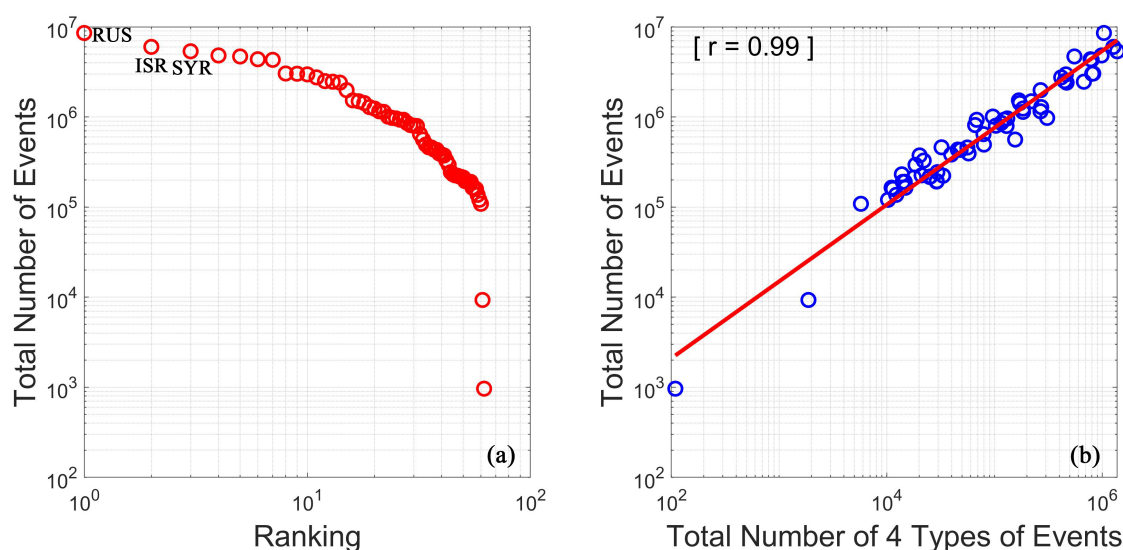 10^7
10^6
10^5
10^4
10^3
10^2
Total Number of Events
RUS
ISR
SYR
(a)
10^0
10^1
10^2
Ranking
10^7
10^6
10^5
10^4
10^3
10^2
Total Number of Events
[ r = 0.99 ]
(b)
10^2
10^4
10^6
Total Number of 4 Types of Events